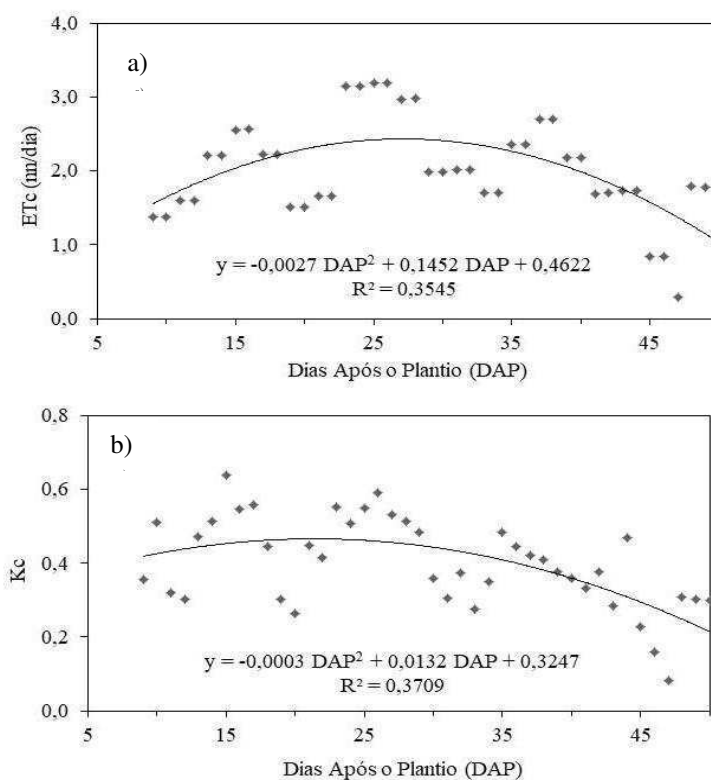 a)
4,0
3,0
2,0
1,0
0,0
ETc (nn/dia)
y = -0,0027 DAP² + 0,1452 DAP + 0,4622
R² = 0,3545
5 15 25 35 45
Dias Após o Plantio (DAP)
b)
0,8
0,6
0,4
0,2
0,0
Kc
y = -0,0003 DAP² + 0,0132 DAP + 0,3247
R² = 0,3709
5 15 25 35 45
Dias Após o Plantio (DAP)